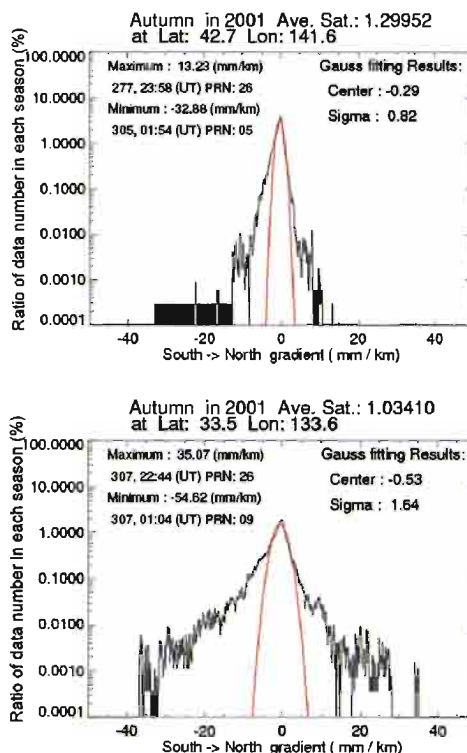 Autumn in 2001 Ave. Sat.: 1.29952
at Lat: 42.7 Lon: 141.6
Ratio of data number in each season (%)
100.0000
10.0000
1.0000
0.1000
0.0100
0.0010
0.0001
Maximum : 13.23 (mm/km)
277, 23:58 (UT) PRN: 26
Minimum : -32.88 (mm/km)
305, 01:54 (UT) PRN: 05
Gauss fitting Results:
Center : -0.29
Sigma : 0.82
-40 -20 0 20 40
South -> North gradient ( mm / km)
Autumn in 2001 Ave. Sat.: 1.03410
at Lat: 33.5 Lon: 133.6
Ratio of data number in each season (%)
100.0000
10.0000
1.0000
0.1000
0.0100
0.0010
0.0001
Maximum : 35.07 (mm/km)
307, 22:44 (UT) PRN: 26
Minimum : -54.62 (mm/km)
307, 01:04 (UT) PRN: 09
Gauss fitting Results:
Center : -0.53
Sigma : 1.64
-40 -20 0 20 40
South -> North gradient ( mm / km)